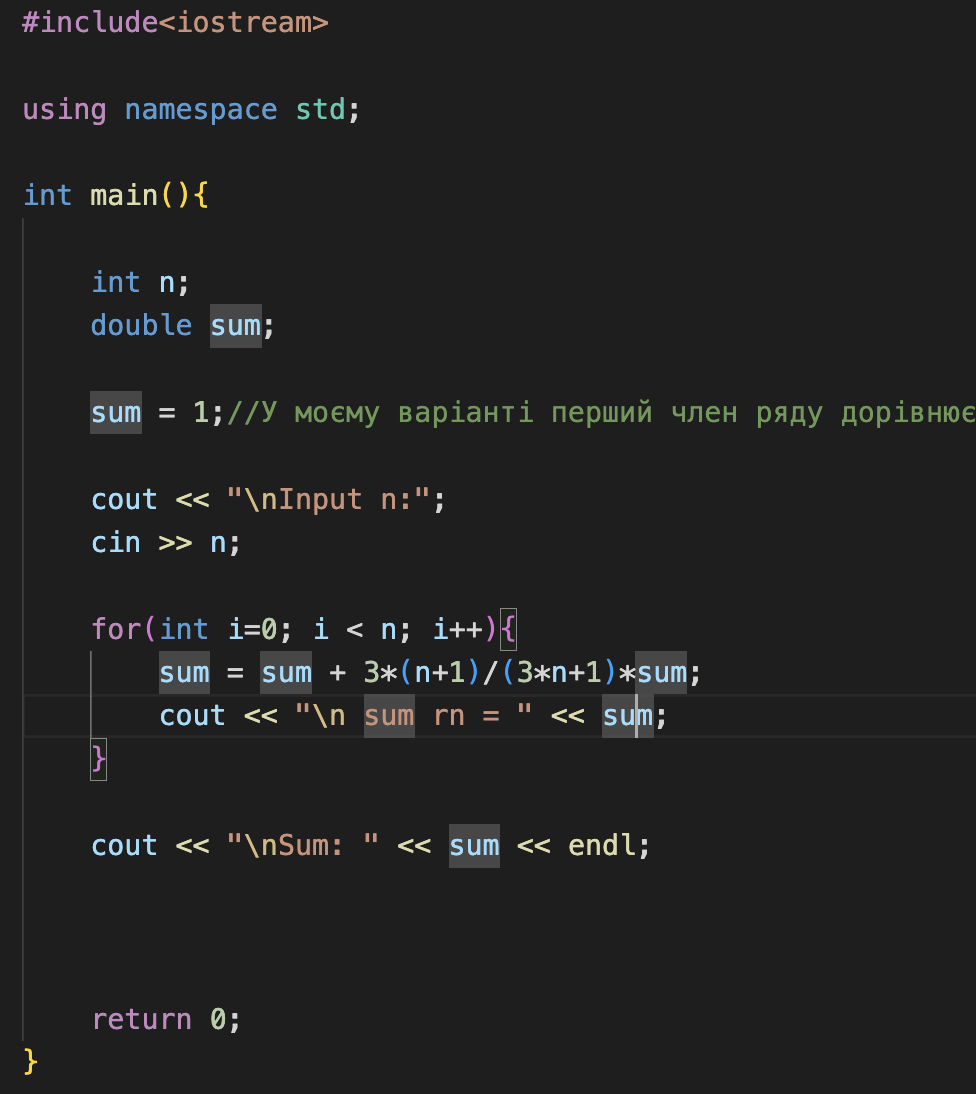 #include<iostream>
using namespace std;
int main(){
int n;
double sum;
sum = 1;//У моєму варіанті перший член ряду дорівнює
cout << "\nInput n:";
cin >> n;
for(int i=0; i < n; i++){
sum = sum + 3*(n+1)/(3*n+1)*sum;
cout << "\n sum rn = " << sum;
}
cout << "\nSum: " << sum << endl;
return 0;
}